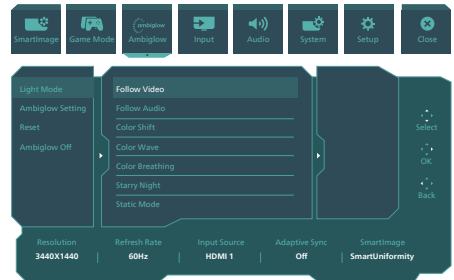 ambiglow
SmartImage Game Mode Ambiglow Input Audio System Setup Close
Light Mode Follow Video
Ambiglow Setting Follow Audio
Select
Reset Color Shift
Ambiglow Off Color Wave
OK
Color Breathing
Starry Night
Back
Static Mode
Resolution Refresh Rate Input Source Adaptive Sync SmartImage
3440X1440 | 60Hz | HDMI 1 | Off | SmartUniformity